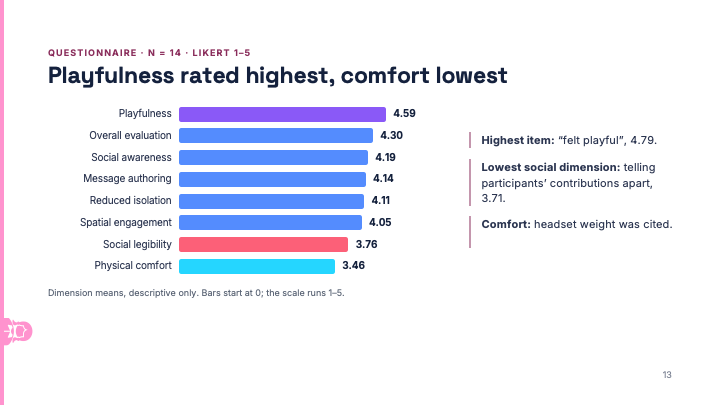 QUESTIONNAIRE · N = 14 · LIKERT 1–5
Playfulness rated highest, comfort lowest
Playfulness 4.59
Overall evaluation 4.30
Social awareness 4.19
Message authoring 4.14
Reduced isolation 4.11
Spatial engagement 4.05
Social legibility 3.76
Physical comfort 3.46
Dimension means, descriptive only. Bars start at 0; the scale runs 1–5.
Highest item: “felt playful”, 4.79.
Lowest social dimension: telling
participants’ contributions apart,
3.71.
Comfort: headset weight was cited.
13